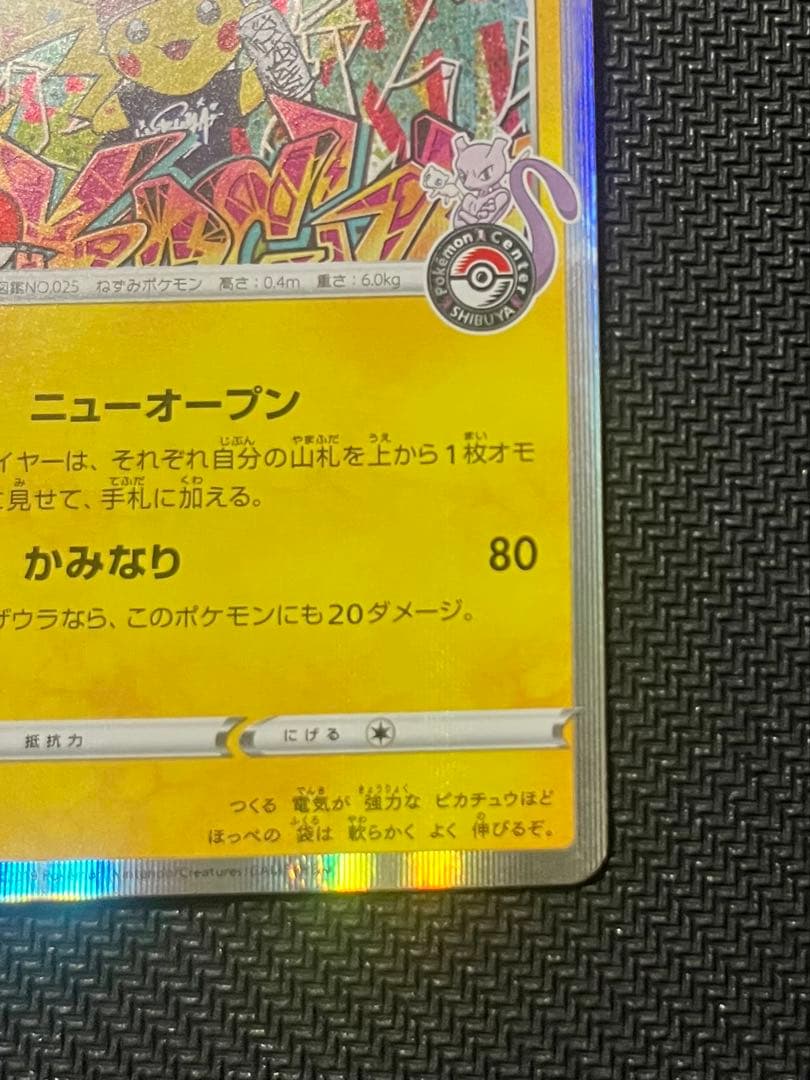 Pokémon Center
SHIBUYA
図鑑NO.025 ねずみポケモン 高さ:0.4m 重さ:6.0kg
ニューオープン
イヤーは、それぞれ自分の山札を上から1枚オモ
見せて、手札に加える。
かみなり 80
ザウラなら、このポケモンにも20ダメージ。
抵抗力 にげる
つくる 電気が 強力な ピカチュウほど
ほっぺの 袋は 軟らかく よく 伸びるぞ。
Nintendo/Creatures